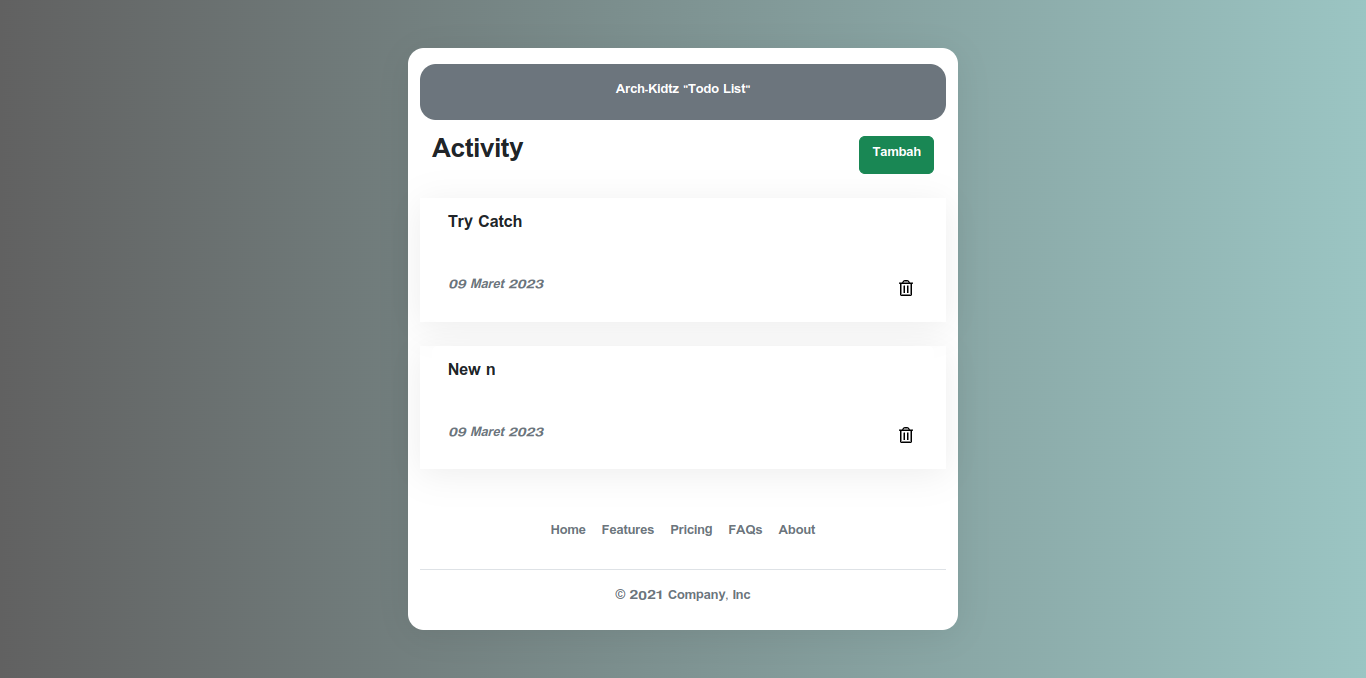 Arch-Kidtz "Todo List"
Activity
Tambah
Try Catch
09 Maret 2023
New n
09 Maret 2023
Home Features Pricing FAQs About
© 2021 Company, Inc